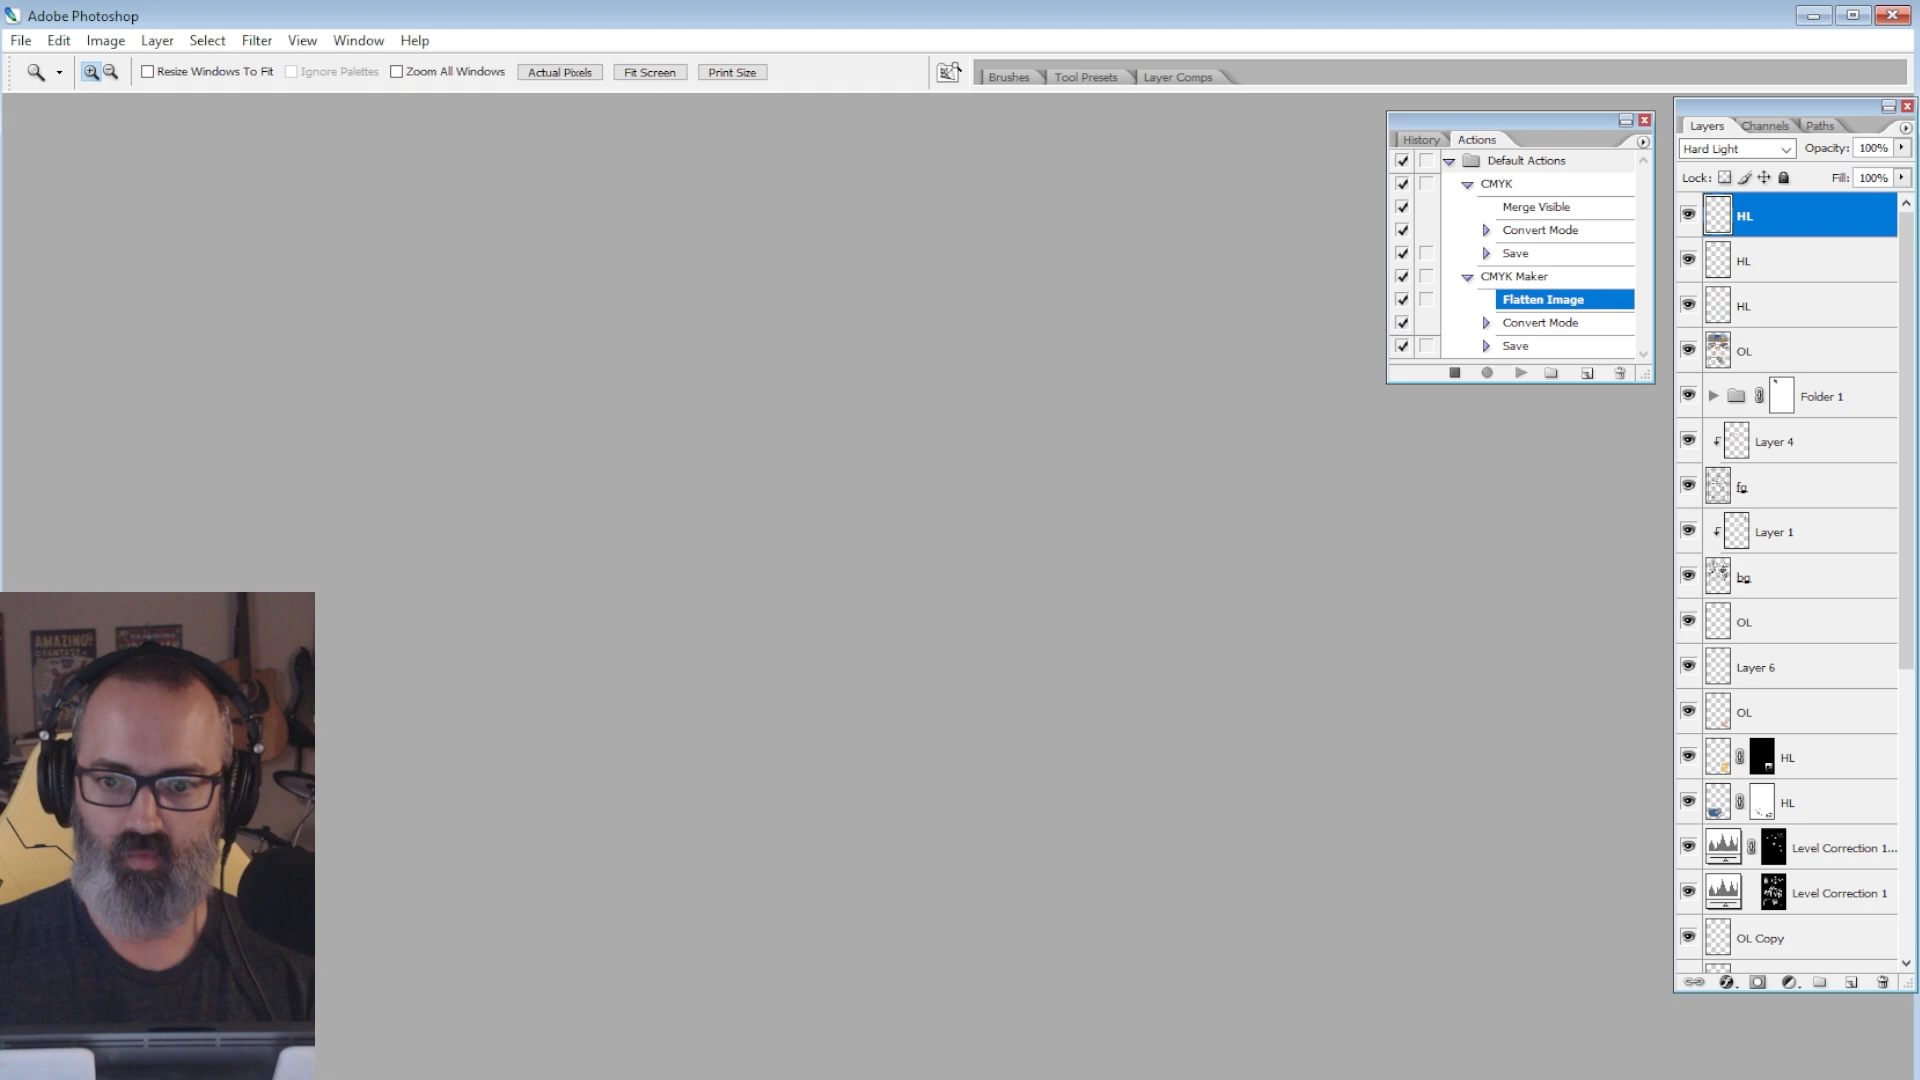 Adobe Photoshop
File Edit Image Layer Select Filter View Window Help
Resize Windows To Fit Ignore Palettes Zoom All Windows Actual Pixels Fit Screen Print Size Brushes Tool Presets Layer Comps
History Actions
Default Actions
CMYK
Merge Visible
Convert Mode
Save
CMYK Maker
Flatten Image
Convert Mode
Save
Layers Channels Paths
Hard Light Opacity: 100%
Lock: Fill: 100%
HL
HL
HL
OL
Folder 1
Layer 4
fg
Layer 1
bg
OL
Layer 6
OL
HL
HL
Level Correction 1...
Level Correction 1
OL Copy
AMAZING
FANTASY